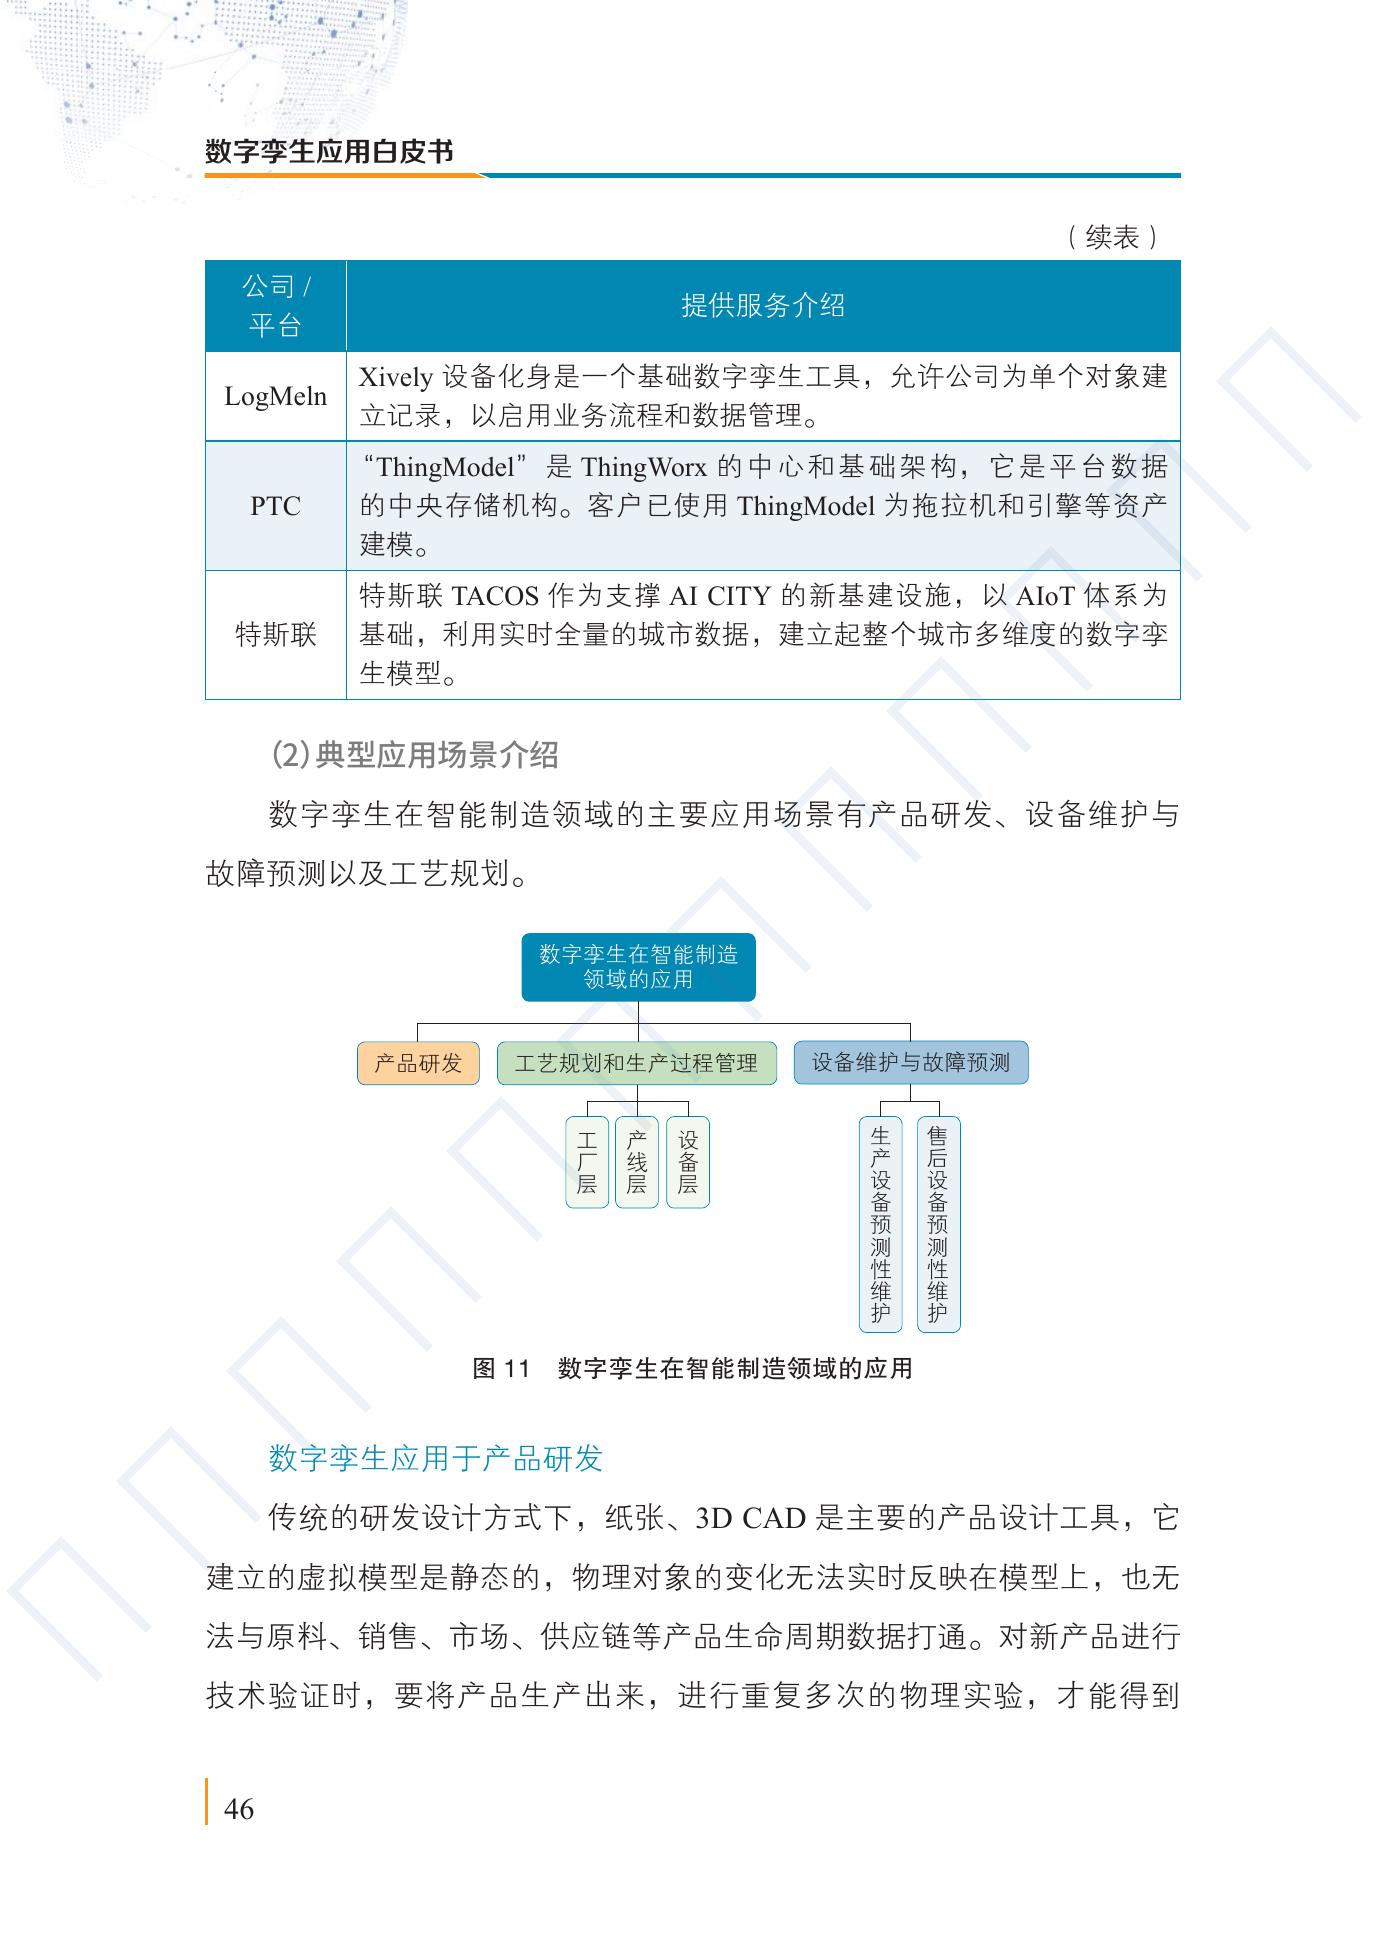 数字孪生应用白皮书
（续表）
公司 /
平台
提供服务介绍
LogMeln
Xively 设备化身是一个基础数字孪生工具，允许公司为单个对象建
立记录，以启用业务流程和数据管理。
PTC
“ThingModel”是 ThingWorx 的中心和基础架构，它是平台数据
的中央存储机构。客户已使用 ThingModel 为拖拉机和引擎等资产
建模。
特斯联
特斯联 TACOS 作为支撑 AI CITY 的新基建设施，以 AIoT 体系为
基础，利用实时全量的城市数据，建立起整个城市多维度的数字孪
生模型。
（2）典型应用场景介绍
数字孪生在智能制造领域的主要应用场景有产品研发、设备维护与
故障预测以及工艺规划。
数字孪生在智能制造
领域的应用
产品研发
工艺规划和生产过程管理
设备维护与故障预测
工厂层
产线层
设备层
生产设备预测性维护
售后设备预测性维护
图 11　数字孪生在智能制造领域的应用
数字孪生应用于产品研发
传统的研发设计方式下，纸张、3D CAD 是主要的产品设计工具，它
建立的虚拟模型是静态的，物理对象的变化无法实时反映在模型上，也无
法与原料、销售、市场、供应链等产品生命周期数据打通。对新产品进行
技术验证时，要将产品生产出来，进行重复多次的物理实验，才能得到
46